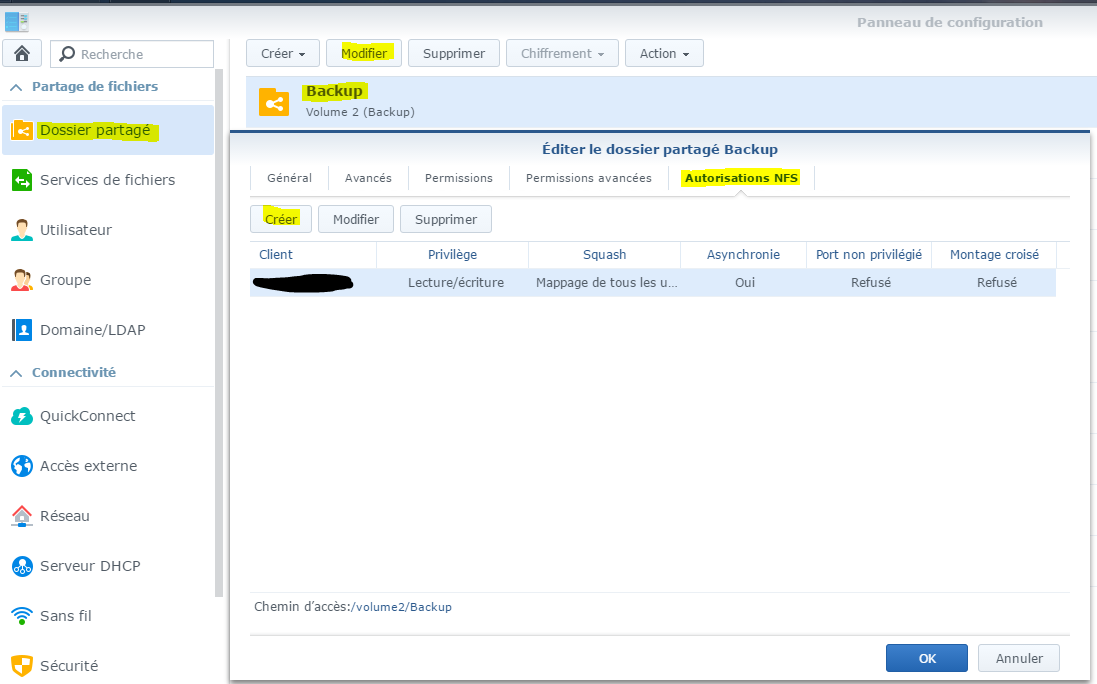 Panneau de configuration
Recherche
Partage de fichiers
Dossier partagé
Services de fichiers
Utilisateur
Groupe
Domaine/LDAP
Connectivité
QuickConnect
Accès externe
Réseau
Serveur DHCP
Sans fil
Sécurité
Créer Modifier Supprimer Chiffrement Action
Backup
Volume 2 (Backup)
Éditer le dossier partagé Backup
Général Avancés Permissions Permissions avancées Autorisations NFS
Créer Modifier Supprimer
Client Privilège Squash Asynchronie Port non privilégié Montage croisé
Lecture/écriture Mappage de tous les u... Oui Refusé Refusé
Chemin d’accès:/volume2/Backup
OK Annuler